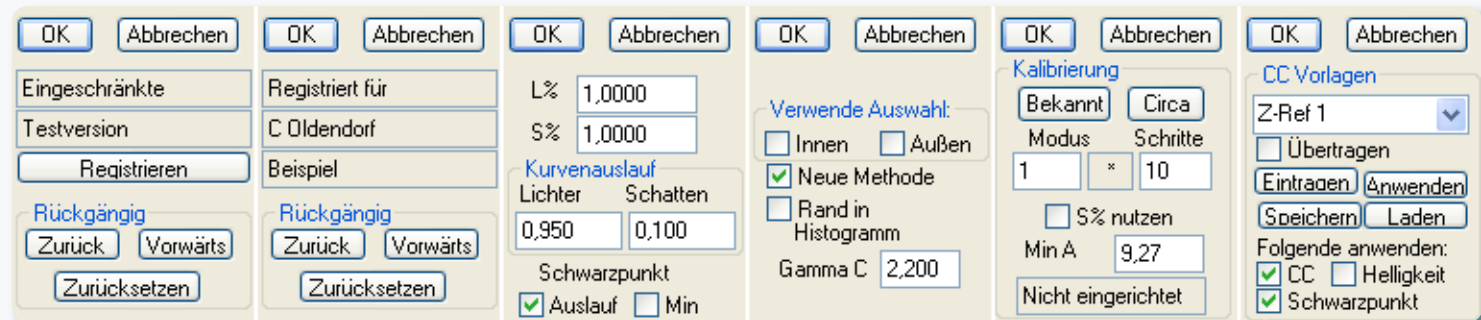 OK Abbrechen
Eingeschränkte
Testversion
Registrieren
Rückgängig
Zurück Vorwärts
Zurücksetzen
OK Abbrechen
Registriert für
C Oldendorf
Beispiel
Rückgängig
Zurück Vorwärts
Zurücksetzen
OK Abbrechen
L% 1,0000
S% 1,0000
Kurvenauslauf
Lichter Schatten
0,950 0,100
Schwarzpunkt
Auslauf Min
OK Abbrechen
Verwende Auswahl:
Innen Außen
Neue Methode
Rand in
Histogramm
Gamma C 2,200
OK Abbrechen
Kalibrierung
Bekannt Circa
Modus Schritte
1 * 10
S% nutzen
Min A 9,27
Nicht eingerichtet
OK Abbrechen
CC Vorlagen
Z-Ref 1
Übertragen
Eintragen Anwenden
Speichern Laden
Folgende anwenden:
CC Helligkeit
Schwarzpunkt